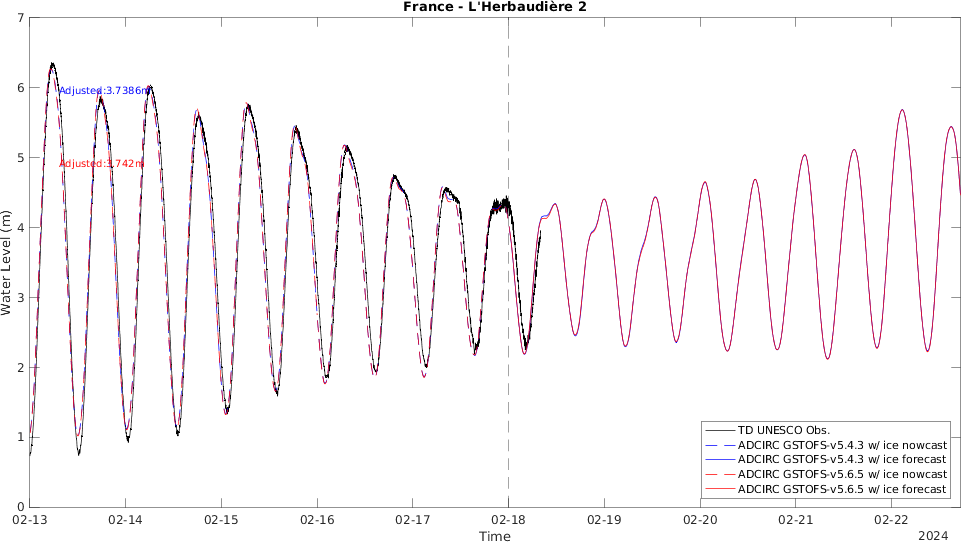 France - L'Herbaudière 2
7
6
5
4
3
2
1
0
Water Level (m)
Adjusted:3.7386m
Adjusted:3.742m
TD UNESCO Obs.
ADCIRC GSTOFS-v5.4.3 w/ ice nowcast
ADCIRC GSTOFS-v5.4.3 w/ ice forecast
ADCIRC GSTOFS-v5.6.5 w/ ice nowcast
ADCIRC GSTOFS-v5.6.5 w/ ice forecast
02-13 02-14 02-15 02-16 02-17 02-18 02-19 02-20 02-21 02-22
Time
2024